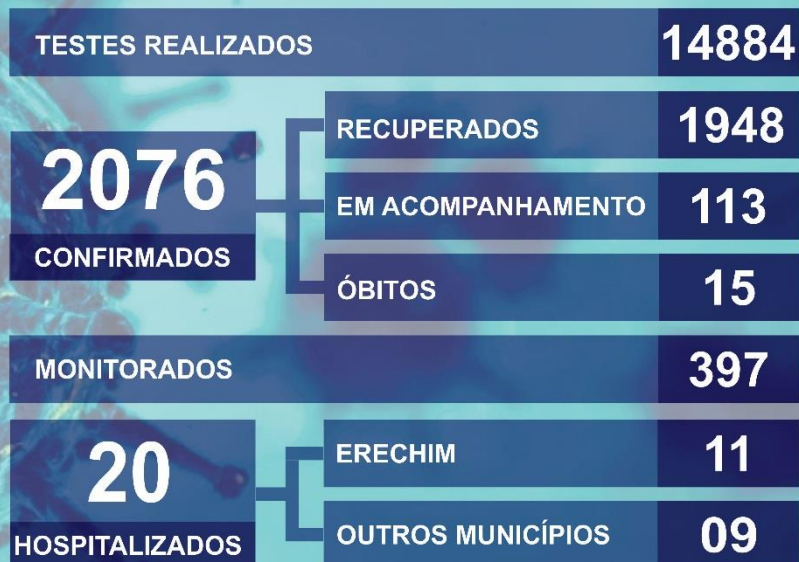 TESTES REALIZADOS 14884
2076
CONFIRMADOS
RECUPERADOS 1948
EM ACOMPANHAMENTO 113
ÓBITOS 15
MONITORADOS 397
20
HOSPITALIZADOS
ERECHIM 11
OUTROS MUNICÍPIOS 09